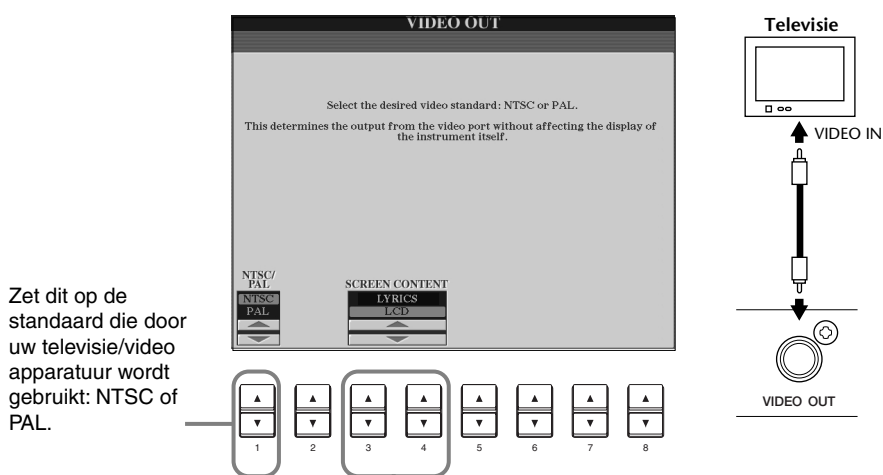 VIDEO OUT
Select the desired video standard: NTSC or PAL.
This determines the output from the video port without affecting the display of
the instrument itself.
NTSC/
PAL
NTSC
PAL
SCREEN CONTENT
LYRICS
LCD
Televisie
VIDEO IN
VIDEO OUT
Zet dit op de
standaard die door
uw televisie/video
apparatuur wordt
gebruikt: NTSC of
PAL.
1 2 3 4 5 6 7 8